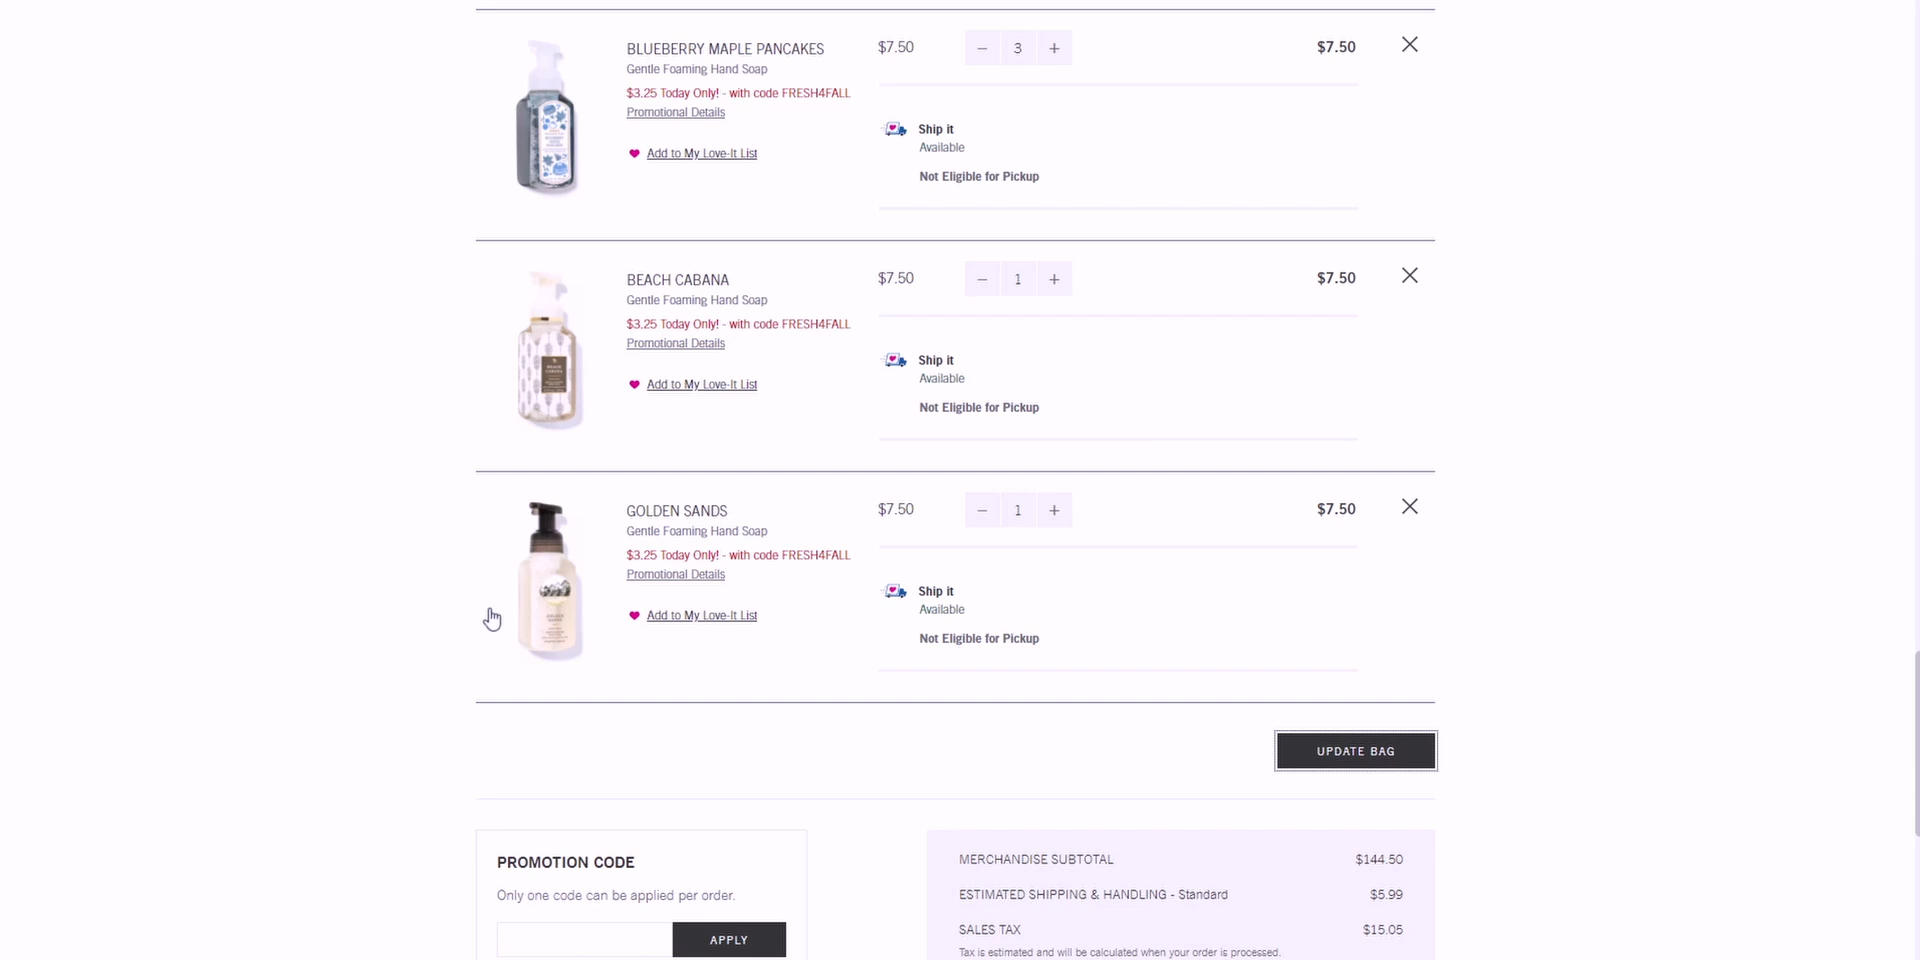 BLUEBERRY MAPLE PANCAKES
Gentle Foaming Hand Soap
$3.25 Today Only! - with code FRESH4FALL
Promotional Details
Add to My Love-It List
$7.50
−
3
+
$7.50
Ship it
Available
Not Eligible for Pickup
BEACH CABANA
Gentle Foaming Hand Soap
$3.25 Today Only! - with code FRESH4FALL
Promotional Details
Add to My Love-It List
BEACH
CABANA
$7.50
−
1
+
$7.50
Ship it
Available
Not Eligible for Pickup
GOLDEN SANDS
Gentle Foaming Hand Soap
$3.25 Today Only! - with code FRESH4FALL
Promotional Details
Add to My Love-It List
$7.50
−
1
+
$7.50
Ship it
Available
Not Eligible for Pickup
UPDATE BAG
PROMOTION CODE
Only one code can be applied per order.
APPLY
MERCHANDISE SUBTOTAL $144.50
ESTIMATED SHIPPING & HANDLING - Standard $5.99
SALES TAX $15.05
Tax is estimated and will be calculated when your order is processed.